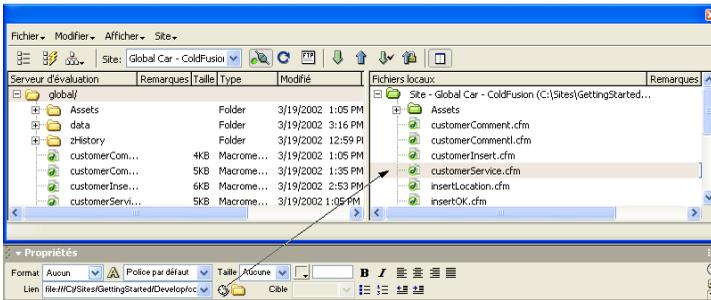 Fichier Modifier Afficher Site
Site: Global Car - ColdFusion FTP
Serveur d'évaluation Remarques Taille Type Modifié
global/
Assets Folder 3/19/2002 1:05 PM
data Folder 3/19/2002 3:16 PM
zHistory Folder 3/19/2002 12:59 PI
customerCom... 4KB Macrome... 3/19/2002 1:05 PM
customerCom... 5KB Macrome... 3/19/2002 1:35 PM
customerInse... 6KB Macrome... 3/19/2002 2:53 PM
customerServi... 5KB Macrome... 3/19/2002 1:05 PM
Fichiers locaux Remarques
Site - Global Car - ColdFusion (C:\Sites\GettingStarted...
Assets
customerComment.cfm
customerCommentl.cfm
customerInsert.cfm
customerService.cfm
insertLocation.cfm
insertOK.cfm
Propriétés
Format Aucun Police par défaut Taille Aucune B I
Lien file:///C|/Sites/GettingStarted/Develop/cc Cible